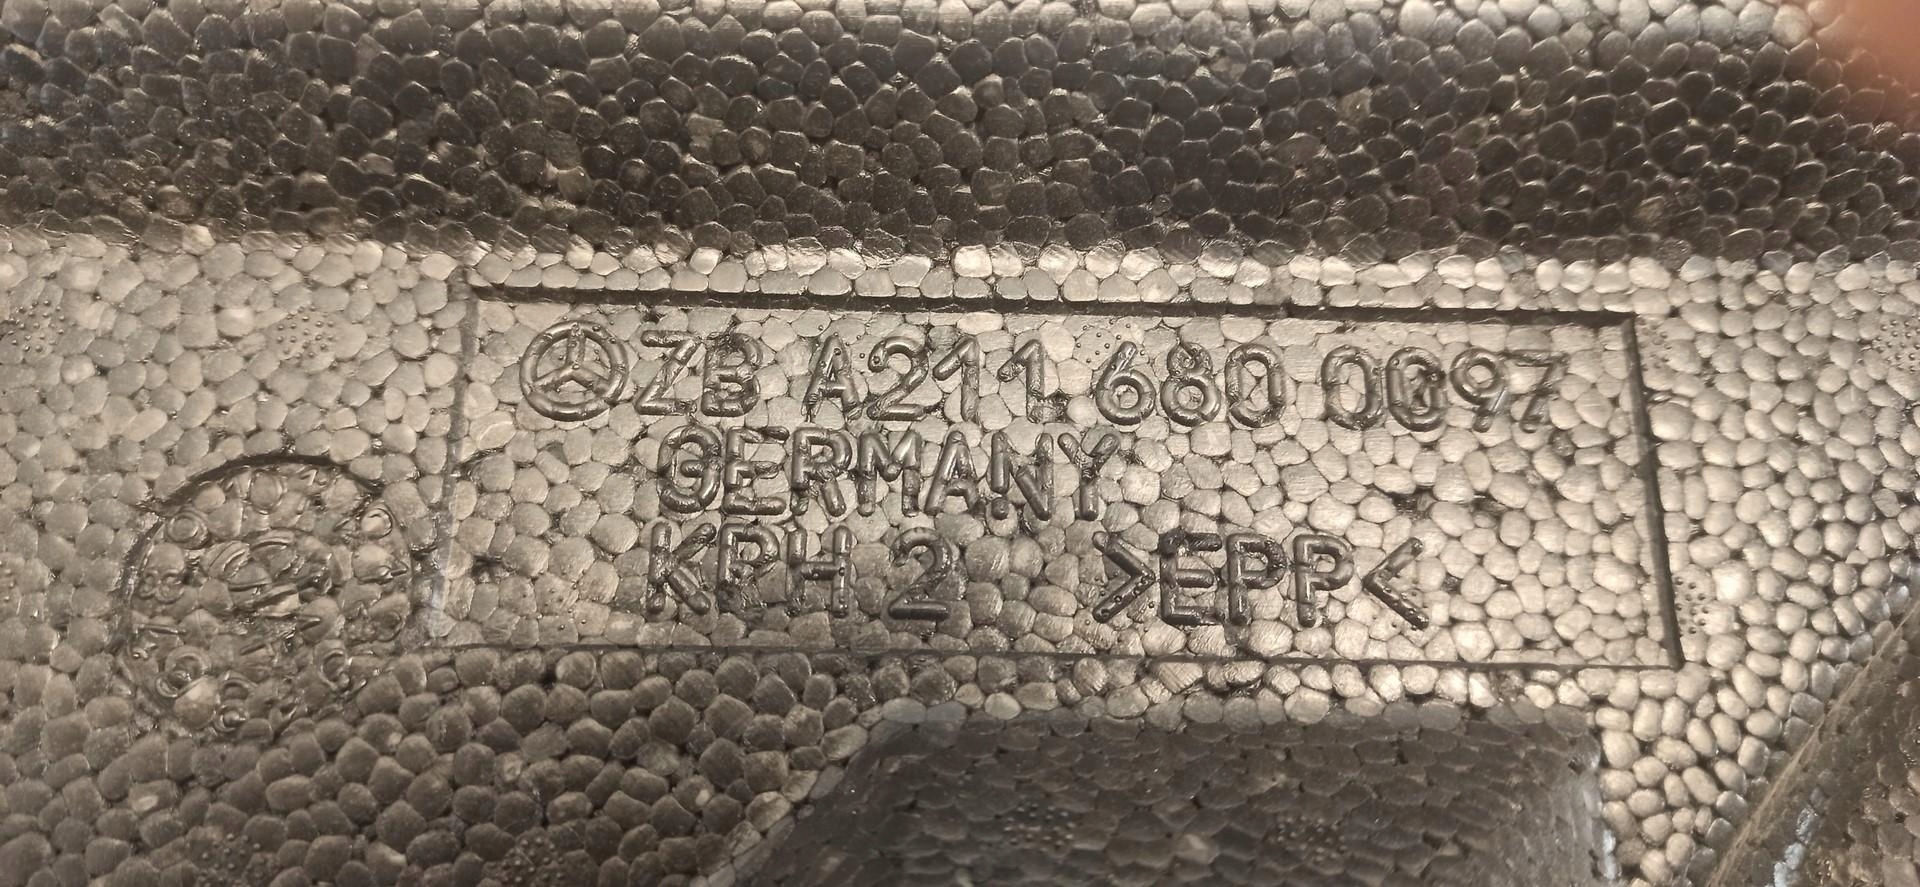 ZB A211 680 0097
GERMANY
KPH 2 >EPP<